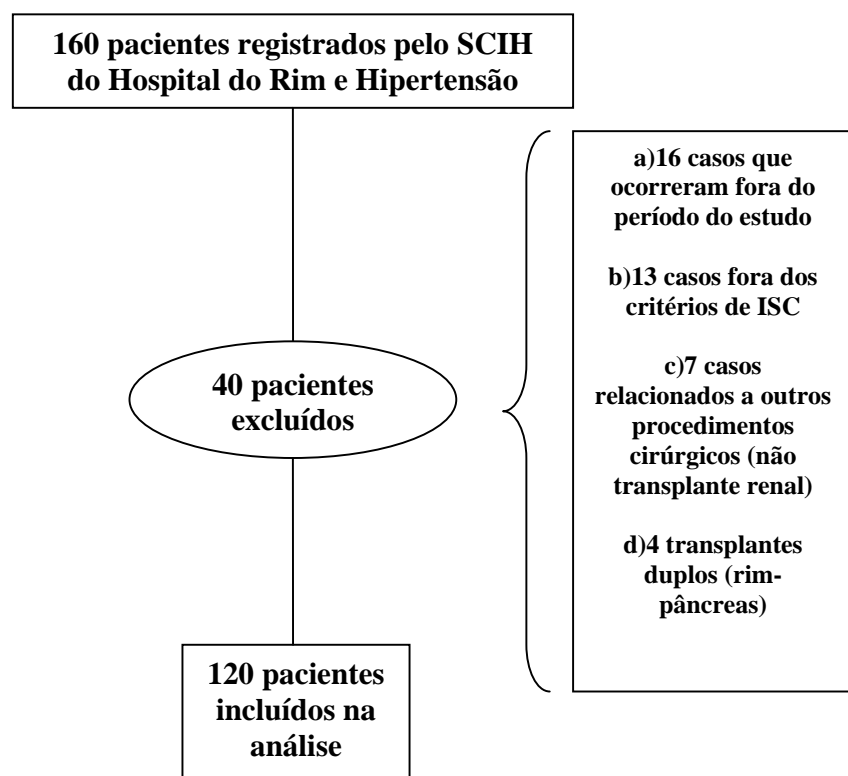 160 pacientes registrados pelo SCIH
do Hospital do Rim e Hipertensão
a)16 casos que
ocorreram fora do
período do estudo
b)13 casos fora dos
critérios de ISC
c)7 casos
relacionados a outros
procedimentos
cirúrgicos (não
transplante renal)
d)4 transplantes
duplos (rim-
pâncreas)
40 pacientes
excluídos
120 pacientes
incluídos na
análise